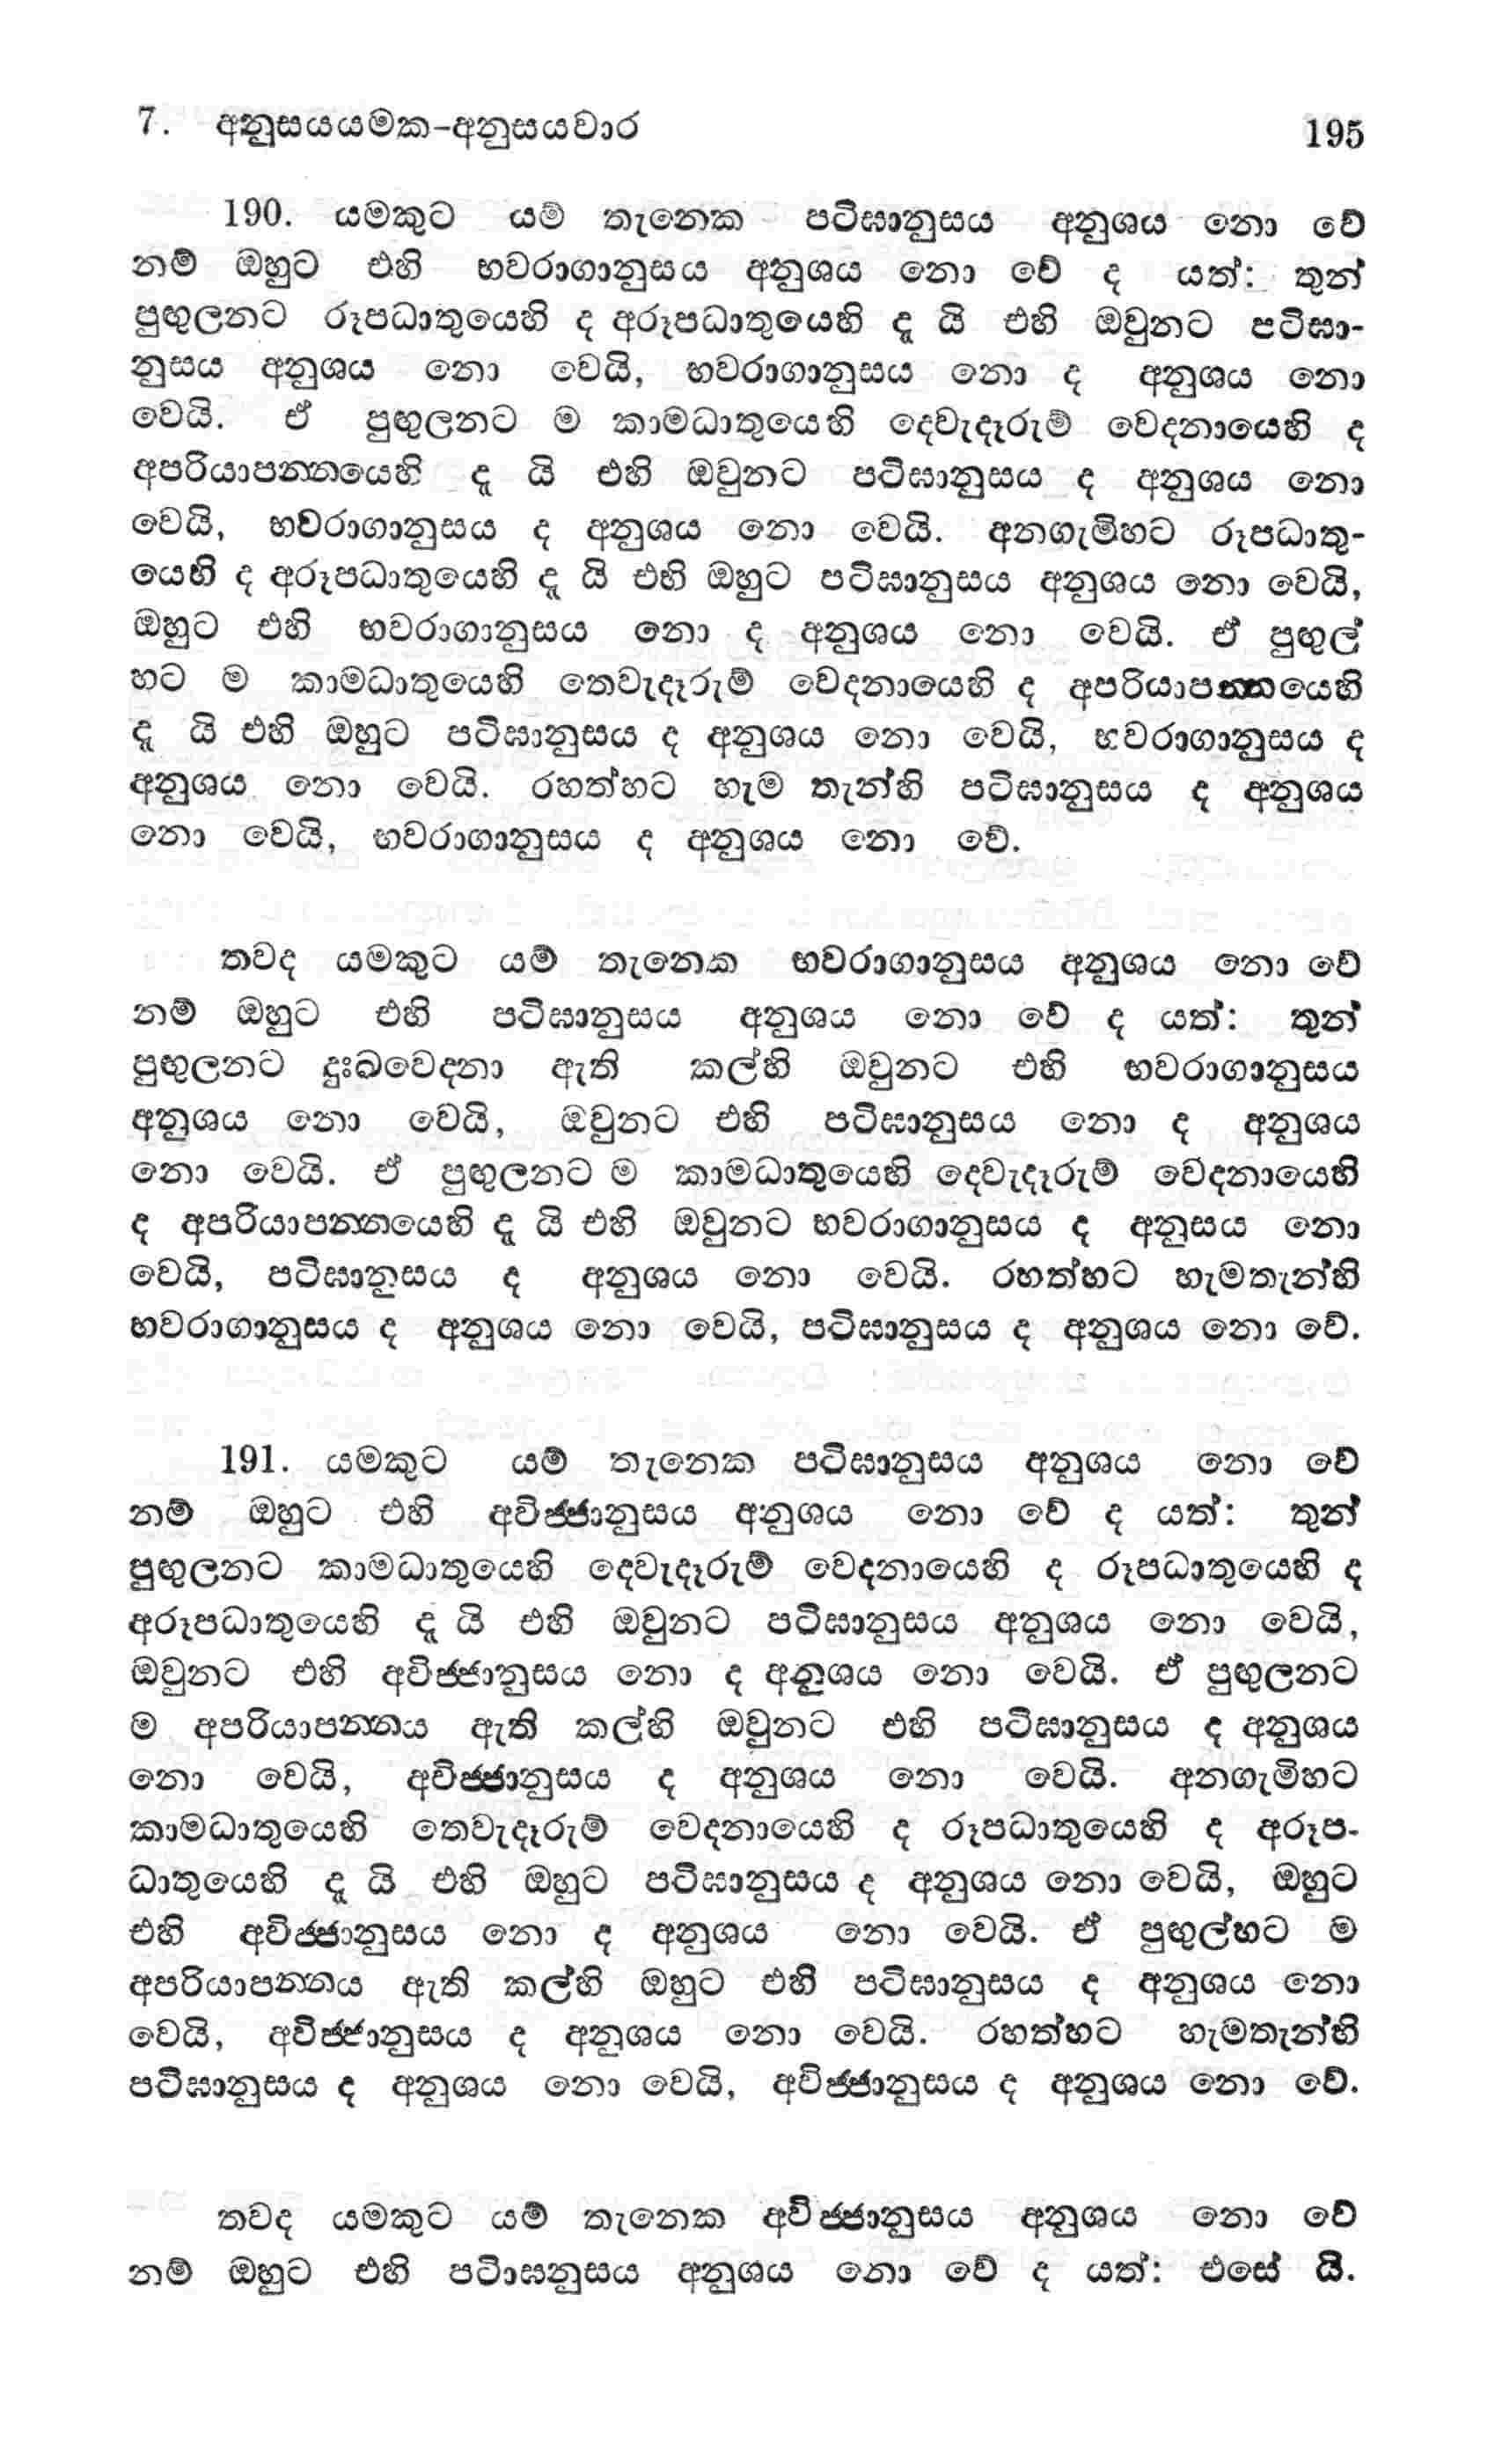 7. අනුසයයමක-අනුසයවාර 195
190. යමකුට යම් තැනෙක පටිඝානුසය අනුශය නො වේ
නම් ඔහුට එහි භවරාගානුසය අනුශය නො වේ ද යත්: තුන්
පුඟුලනට රූපධාතුයෙහි ද අරූපධාතුයෙහි දූ යි එහි ඔවුනට පටිඝා-
නුසය අනුශය නො වෙයි, භවරාගානුසය නො ද අනුශය නො
වෙයි. ඒ පුඟුලනට ම කාමධාතුයෙහි දෙවැදෑරුම් වේදනායෙහි ද
අපරියාපන්නයෙහි දූ යි එහි ඔවුනට පටිඝානුසය ද අනුශය නො
වෙයි, භවරාගානුසය ද අනුශය නො වෙයි. අනගැමිහට රූපධාතු-
යෙහි ද අරූපධාතුයෙහි දූ යි එහි ඔහුට පටිඝානුසය අනුශය නො වෙයි,
ඔහුට එහි භවරාගානුසය නො ද අනුශය නො වෙයි. ඒ පුඟුල්
හට ම කාමධාතුයෙහි තෙවැදෑරුම් වේදනායෙහි ද අපරියාපන්නයෙහි
දූ යි එහි ඔහුට පටිඝානුසය ද අනුශය නො වෙයි, භවරාගානුසය ද
අනුශය නො වෙයි. රහත්හට හැම තැන්හි පටිඝානුසය ද අනුශය
නො වෙයි, භවරාගානුසය ද අනුශය නො වේ.
තවද යමකුට යම් තැනෙක භවරාගානුසය අනුශය නො වේ
නම් ඔහුට එහි පටිඝානුසය අනුශය නො වේ ද යත්: තුන්
පුඟුලනට දුඃඛවෙදනා ඇති කල්හි ඔවුනට එහි භවරාගානුසය
අනුශය නො වෙයි, ඔවුනට එහි පටිඝානුසය නො ද අනුශය
නො වෙයි. ඒ පුඟුලනට ම කාමධාතුයෙහි දෙවැදෑරුම් වේදනායෙහි
ද අපරියාපන්නයෙහි දූ යි එහි ඔවුනට භවරාගානුසය ද අනුසය නො
වෙයි, පටිඝානුසය ද අනුශය නො වෙයි. රහත්හට හැමතැන්හි
භවරාගානුසය ද අනුශය නො වෙයි, පටිඝානුසය ද අනුශය නො වේ.
191. යමකුට යම් තැනෙක පටිඝානුසය අනුශය නො වේ
නම් ඔහුට එහි අවිජ්ජානුසය අනුශය නො වේ ද යත්: තුන්
පුඟුලනට කාමධාතුයෙහි දෙවැදෑරුම් වේදනායෙහි ද රූපධාතුයෙහි ද
අරූපධාතුයෙහි දූ යි එහි ඔවුනට පටිඝානුසය අනුශය නො වෙයි,
ඔවුනට එහි අවිජ්ජානුසය නො ද අනුශය නො වෙයි. ඒ පුඟුලනට
ම අපරියාපන්නය ඇති කල්හි ඔවුනට එහි පටිඝානුසය ද අනුශය
නො වෙයි, අවිජ්ජානුසය ද අනුශය නො වෙයි. අනගැමිහට
කාමධාතුයෙහි තෙවැදෑරුම් වේදනායෙහි ද රූපධාතුයෙහි ද අරූප-
ධාතුයෙහි දූ යි එහි ඔහුට පටිඝානුසය ද අනුශය නො වෙයි, ඔහුට
එහි අවිජ්ජානුසය නො ද අනුශය නො වෙයි. ඒ පුඟුල්හට ම
අපරියාපන්නය ඇති කල්හි ඔහුට එහි පටිඝානුසය ද අනුශය නො
වෙයි, අවිජ්ජානුසය ද අනුශය නො වෙයි. රහත්හට හැමතැන්හි
පටිඝානුසය ද අනුශය නො වෙයි, අවිජ්ජානුසය ද අනුශය නො වේ.
තවද යමකුට යම් තැනෙක අවිජ්ජානුසය අනුශය නො වේ
නම් ඔහුට එහි පටිාඝනුසය අනුශය නො වේ ද යත්: එසේ යි.